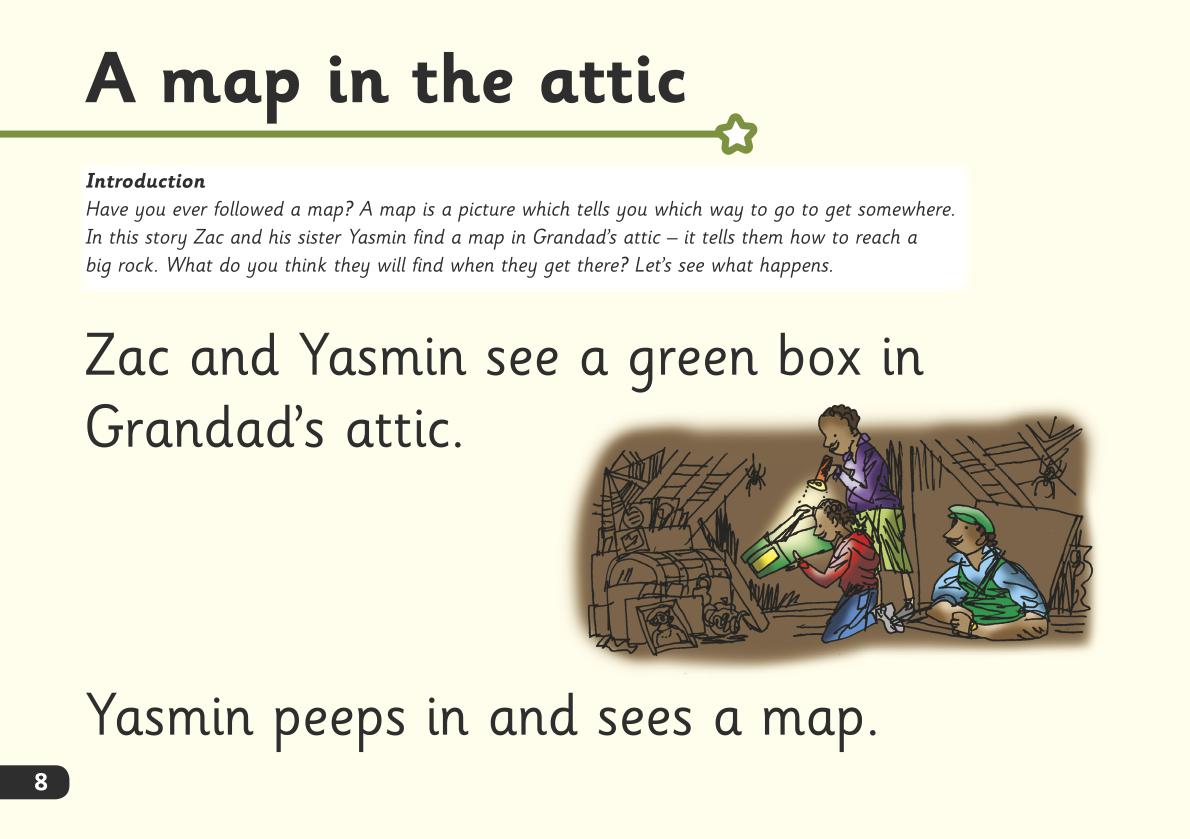 A map in the attic
Introduction
Have you ever followed a map? A map is a picture which tells you which way to go to get somewhere.
In this story Zac and his sister Yasmin find a map in Grandad’s attic – it tells them how to reach a
big rock. What do you think they will find when they get there? Let’s see what happens.
Zac and Yasmin see a green box in
Grandad’s attic.
Yasmin peeps in and sees a map.
8